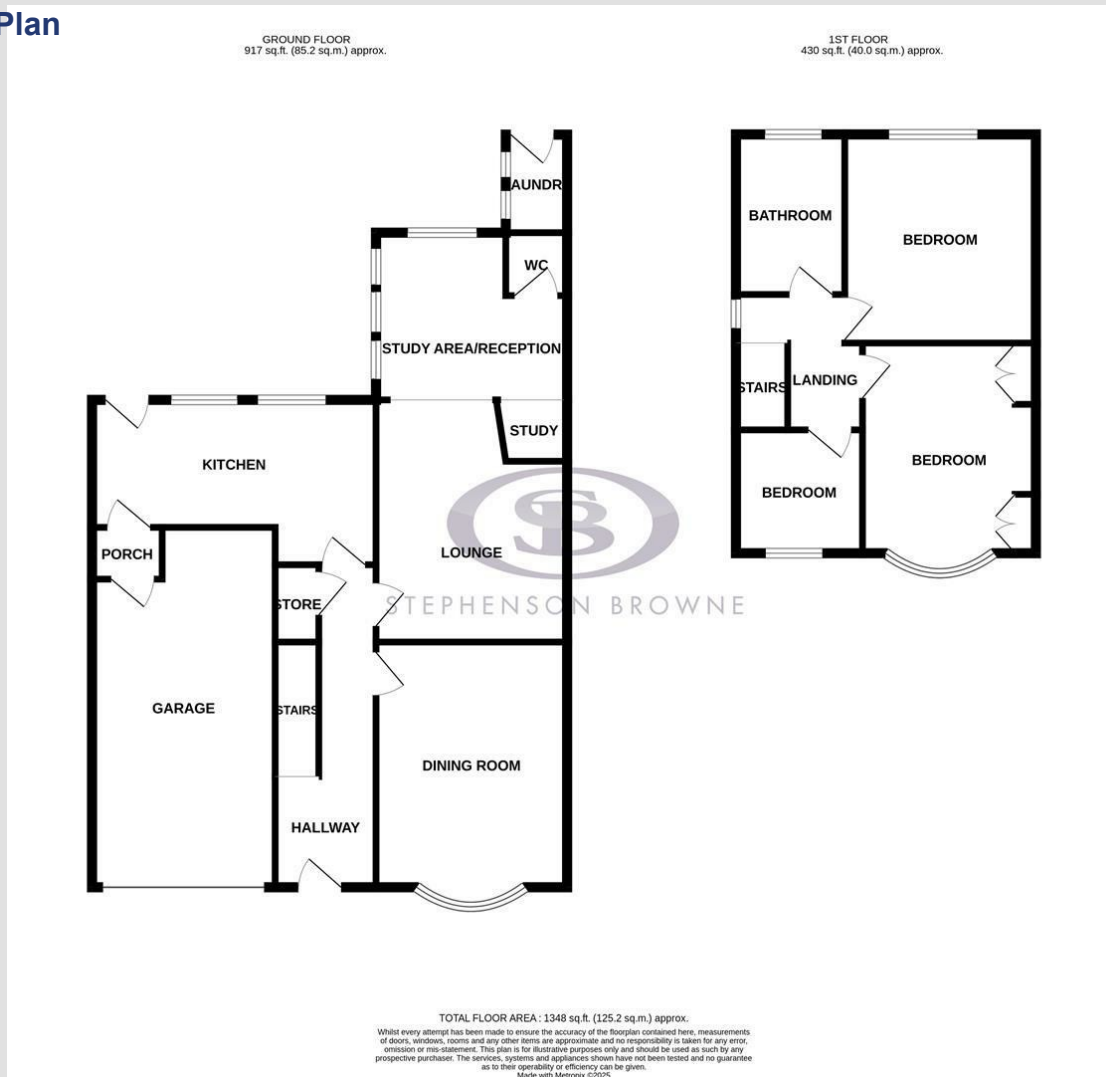 Plan
GROUND FLOOR
917 sq.ft. (85.2 sq.m.) approx.
1ST FLOOR
430 sq.ft. (40.0 sq.m.) approx.
AUNDR
WC
STUDY AREA/RECEPTION
STUDY
KITCHEN
PORCH
LOUNGE
STORE
GARAGE
STAIRS
DINING ROOM
HALLWAY
BATHROOM
BEDROOM
STAIRS
LANDING
BEDROOM
BEDROOM
SB
STEPHENSON BROWNE
TOTAL FLOOR AREA : 1348 sq.ft. (125.2 sq.m.) approx.
Whilst every attempt has been made to ensure the accuracy of the floorplan contained here, measurements
of doors, windows, rooms and any other items are approximate and no responsibility is taken for any error,
omission or mis-statement. This plan is for illustrative purposes only and should be used as such by any
prospective purchaser. The services, systems and appliances shown have not been tested and no guarantee
as to their operability or efficiency can be given.
Made with Metropix ©2025